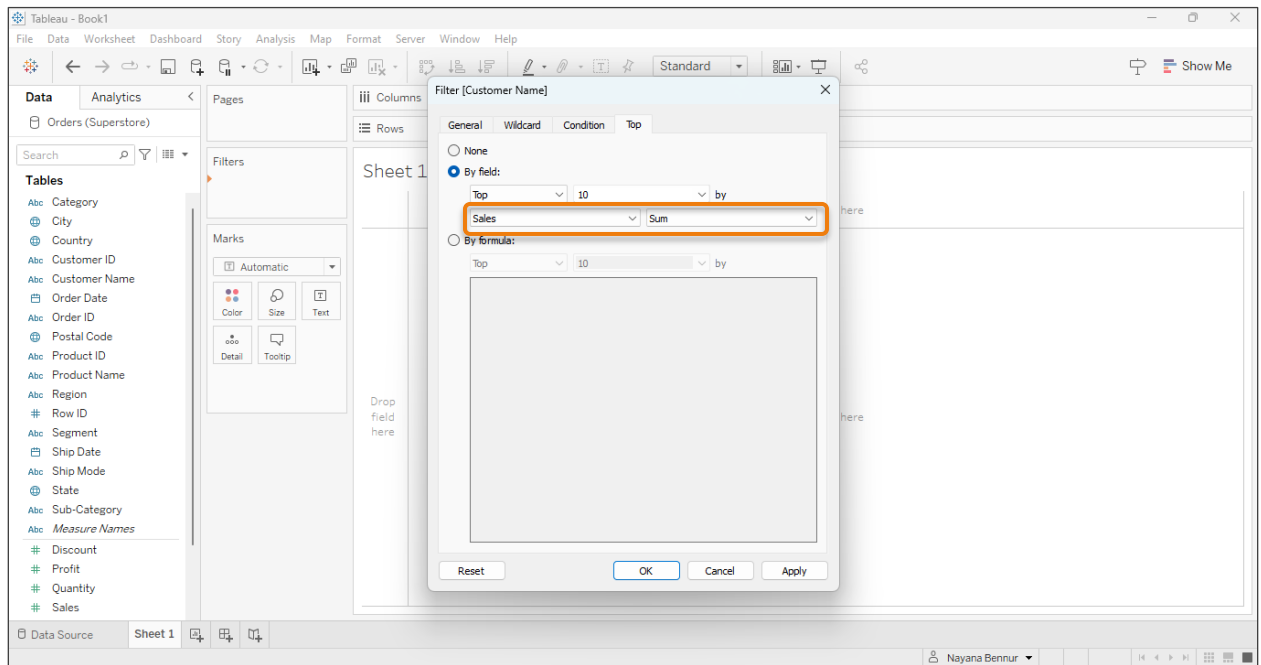 Tableau - Book1
File Data Worksheet Dashboard Story Analysis Map Format Server Window Help
Standard
Show Me
Data Analytics
Orders (Superstore)
Search
Tables
Abc Category
City
Country
Abc Customer ID
Abc Customer Name
Order Date
Abc Order ID
Postal Code
Abc Product ID
Abc Product Name
Abc Region
# Row ID
Abc Segment
Ship Date
Abc Ship Mode
State
Abc Sub-Category
Abc Measure Names
# Discount
# Profit
# Quantity
# Sales
Pages
Filters
Marks
T Automatic
Color Size Text
Detail Tooltip
iii Columns
Rows
Sheet 1
Drop
field
here
here
here
Filter [Customer Name]
General Wildcard Condition Top
None
By field:
Top 10 by
Sales Sum
By formula:
Top 10 by
Reset OK Cancel Apply
Data Source Sheet 1
Nayana Bennur